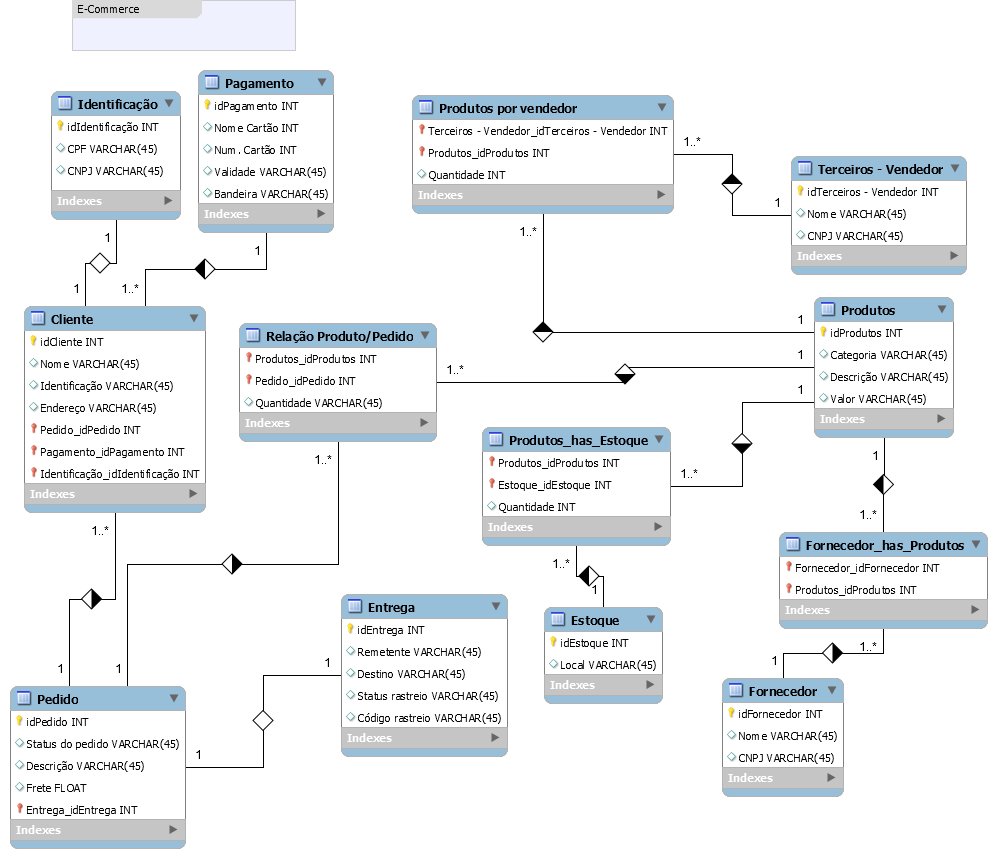 E-Commerce
Identificação
idIdentificação INT
CPF VARCHAR(45)
CNPJ VARCHAR(45)
Indexes
Pagamento
idPagamento INT
Nome Cartão INT
Num. Cartão INT
Validade VARCHAR(45)
Bandeira VARCHAR(45)
Indexes
Produtos por vendedor
Terceiros - Vendedor_idTerceiros - Vendedor INT
Produtos_idProdutos INT
Quantidade INT
Indexes
1..*
1
Terceiros - Vendedor
idTerceiros - Vendedor INT
Nome VARCHAR(45)
CNPJ VARCHAR(45)
Indexes
1
1
1
1..*
1..*
1
Cliente
idCliente INT
Nome VARCHAR(45)
Identificação VARCHAR(45)
Endereço VARCHAR(45)
Pedido_idPedido INT
Pagamento_idPagamento INT
Identificação_idIdentificação INT
Indexes
Relação Produto/Pedido
Produtos_idProdutos INT
Pedido_idPedido INT
Quantidade VARCHAR(45)
Indexes
1..*
1
Produtos
idProdutos INT
Categoria VARCHAR(45)
Descrição VARCHAR(45)
Valor VARCHAR(45)
Indexes
1
1..*
Produtos_has_Estoque
Produtos_idProdutos INT
Estoque_idEstoque INT
Quantidade INT
Indexes
1..*
1
1
1..*
Fornecedor_has_Produtos
Fornecedor_idFornecedor INT
Produtos_idProdutos INT
Indexes
1..*
1
1..*
1
1..*
1
Entrega
idEntrega INT
Remetente VARCHAR(45)
Destino VARCHAR(45)
Status rastreio VARCHAR(45)
Código rastreio VARCHAR(45)
Indexes
Estoque
idEstoque INT
Local VARCHAR(45)
Indexes
1..*
1
Fornecedor
idFornecedor INT
Nome VARCHAR(45)
CNPJ VARCHAR(45)
Indexes
Pedido
idPedido INT
Status do pedido VARCHAR(45)
Descrição VARCHAR(45)
Frete FLOAT
Entrega_idEntrega INT
Indexes
1